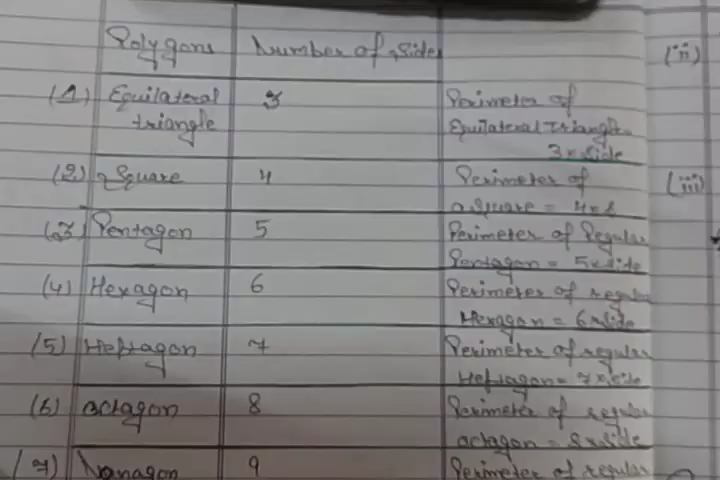 Polygons Number of side
(ii)
(1) Equilateral triangle 3 Perimeter of
Equilateral triangle
3 x side
(2) Square 4 Perimeter of
a square = 4 x s
(iii)
(3) Pentagon 5 Perimeter of Regular
Pentagon = 5 x side
(4) Hexagon 6 Perimeter of regular
Hexagon = 6 x side
(5) Heptagon 7 Perimeter of regular
Heptagon = 7 x side
(6) octagon 8 Perimeter of regular
octagon = 8 x side
(7) Nonagon 9 Perimeter of regular